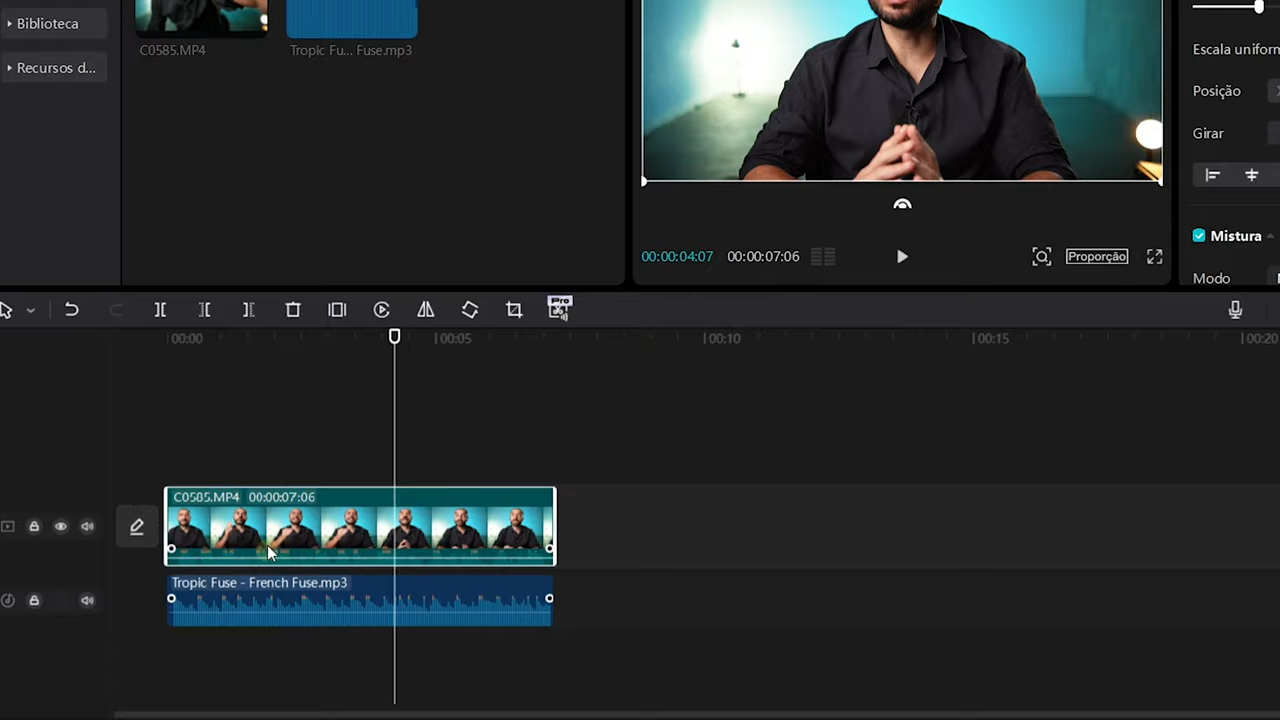 Biblioteca
Recursos d...
C0585.MP4
Tropic Fu... Fuse.mp3
Escala uniform
Posição
Girar
Mistura
Modo
00:00:04:07
00:00:07:06
Proporção
Pro
00:00
00:05
00:10
00:15
00:20
C0585.MP4 00:00:07:06
Tropic Fuse - French Fuse.mp3